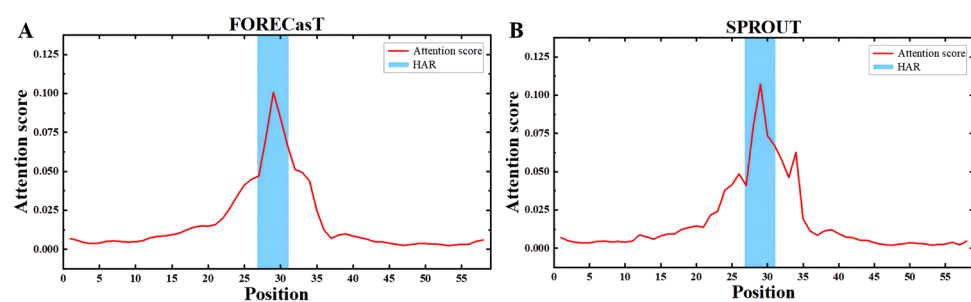 A
FORECasT
0.125
0.100
0.075
0.050
0.025
0.000
Attention score
Attention score
HAR
0 5 10 15 20 25 30 35 40 45 50 55
Position
B
SPROUT
0.125
0.100
0.075
0.050
0.025
0.000
Attention score
Attention score
HAR
0 5 10 15 20 25 30 35 40 45 50 55
Position